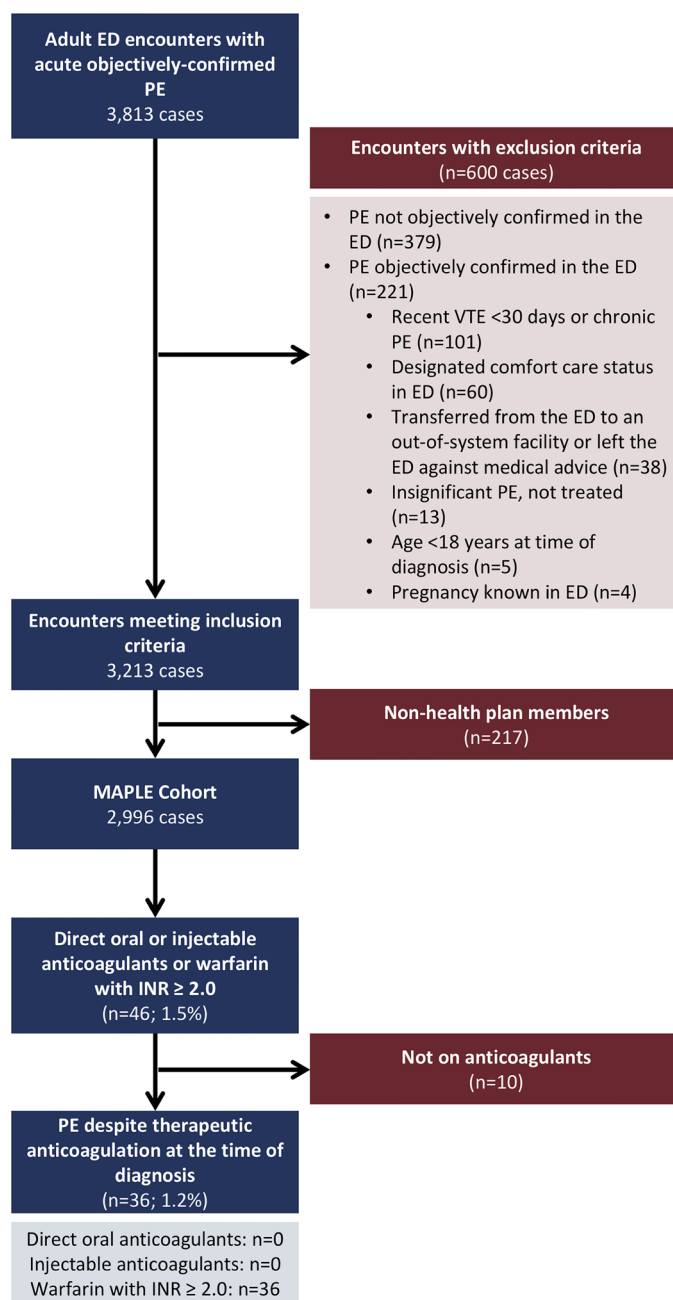 Adult ED encounters with
acute objectively-confirmed
PE
3,813 cases
Encounters with exclusion criteria
(n=600 cases)
• PE not objectively confirmed in the
ED (n=379)
• PE objectively confirmed in the ED
(n=221)
• Recent VTE <30 days or chronic
PE (n=101)
• Designated comfort care status
in ED (n=60)
• Transferred from the ED to an
out-of-system facility or left the
ED against medical advice (n=38)
• Insignificant PE, not treated
(n=13)
• Age <18 years at time of
diagnosis (n=5)
• Pregnancy known in ED (n=4)
Encounters meeting inclusion
criteria
3,213 cases
Non-health plan members
(n=217)
MAPLE Cohort
2,996 cases
Direct oral or injectable
anticoagulants or warfarin
with INR ≥ 2.0
(n=46; 1.5%)
Not on anticoagulants
(n=10)
PE despite therapeutic
anticoagulation at the time of
diagnosis
(n=36; 1.2%)
Direct oral anticoagulants: n=0
Injectable anticoagulants: n=0
Warfarin with INR ≥ 2.0: n=36